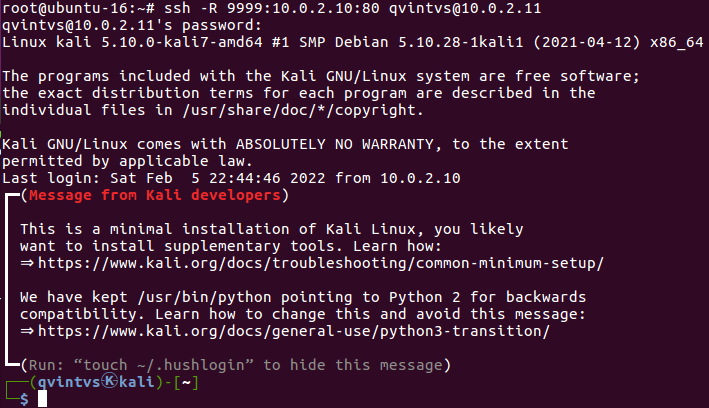 root@ubuntu-16:~# ssh -R 9999:10.0.2.10:80 qvintvs@10.0.2.11
qvintvs@10.0.2.11's password:
Linux kali 5.10.0-kali7-amd64 #1 SMP Debian 5.10.28-1kali1 (2021-04-12) x86_64
The programs included with the Kali GNU/Linux system are free software;
the exact distribution terms for each program are described in the
individual files in /usr/share/doc/*/copyright.
Kali GNU/Linux comes with ABSOLUTELY NO WARRANTY, to the extent
permitted by applicable law.
Last login: Sat Feb  5 22:44:46 2022 from 10.0.2.10
┏━(Message from Kali developers)
┃ This is a minimal installation of Kali Linux, you likely
┃ want to install supplementary tools. Learn how:
┃ ⇒ https://www.kali.org/docs/troubleshooting/common-minimum-setup/
┃ We have kept /usr/bin/python pointing to Python 2 for backwards
┃ compatibility. Learn how to change this and avoid this message:
┃ ⇒ https://www.kali.org/docs/general-use/python3-transition/
┗━(Run: “touch ~/.hushlogin” to hide this message)
┌──(qvintvs㉿kali)-[~]
└─$